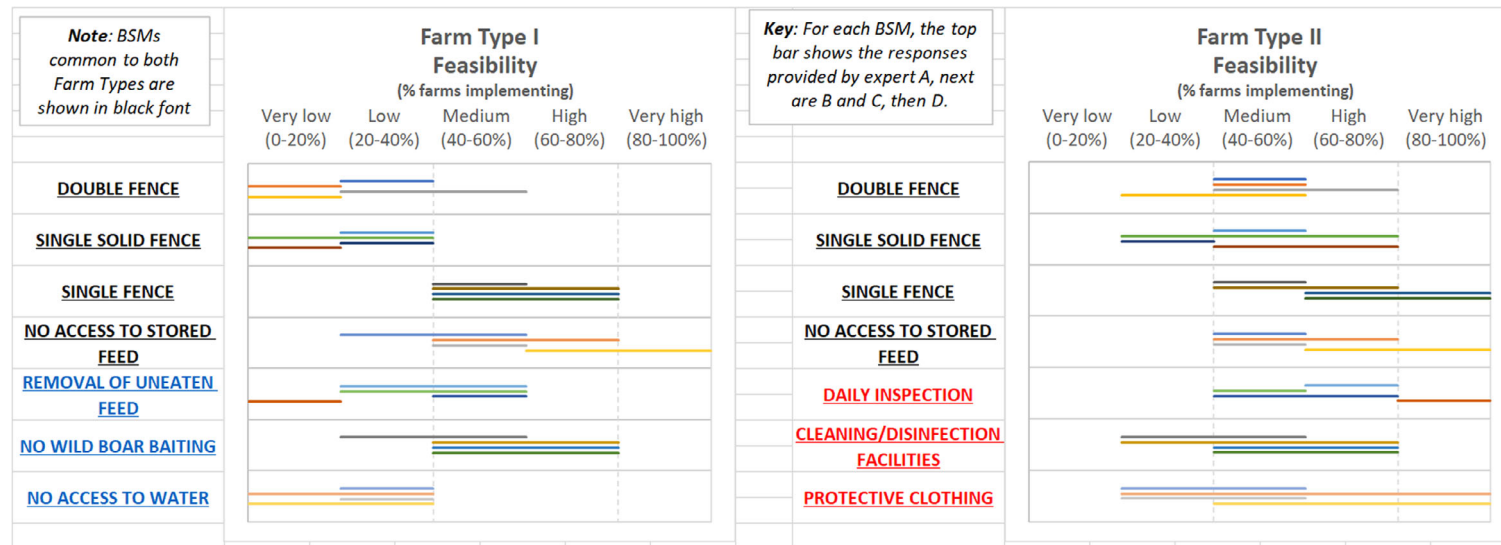 Note: BSMs
common to both
Farm Types are
shown in black font
Farm Type I
Feasibility
(% farms implementing)
Very low
(0-20%)
Low
(20-40%)
Medium
(40-60%)
High
(60-80%)
Very high
(80-100%)
DOUBLE FENCE
SINGLE SOLID FENCE
SINGLE FENCE
NO ACCESS TO STORED
FEED
REMOVAL OF UNEATEN
FEED
NO WILD BOAR BAITING
NO ACCESS TO WATER
Key: For each BSM, the top
bar shows the responses
provided by expert A, next
are B and C, then D.
Farm Type II
Feasibility
(% farms implementing)
Very low
(0-20%)
Low
(20-40%)
Medium
(40-60%)
High
(60-80%)
Very high
(80-100%)
DOUBLE FENCE
SINGLE SOLID FENCE
SINGLE FENCE
NO ACCESS TO STORED
FEED
DAILY INSPECTION
CLEANING/DISINFECTION
FACILITIES
PROTECTIVE CLOTHING